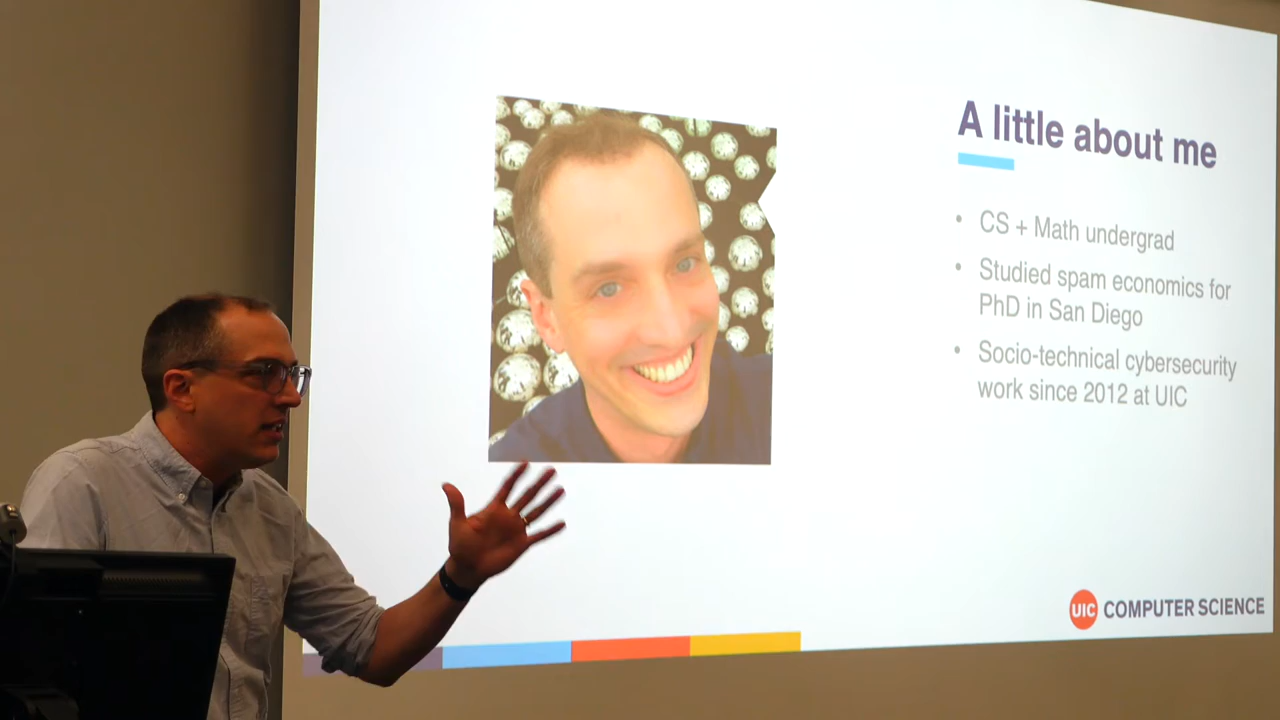 A little about me
• CS + Math undergrad
• Studied spam economics for
PhD in San Diego
• Socio-technical cybersecurity
work since 2012 at UIC
UIC COMPUTER SCIENCE